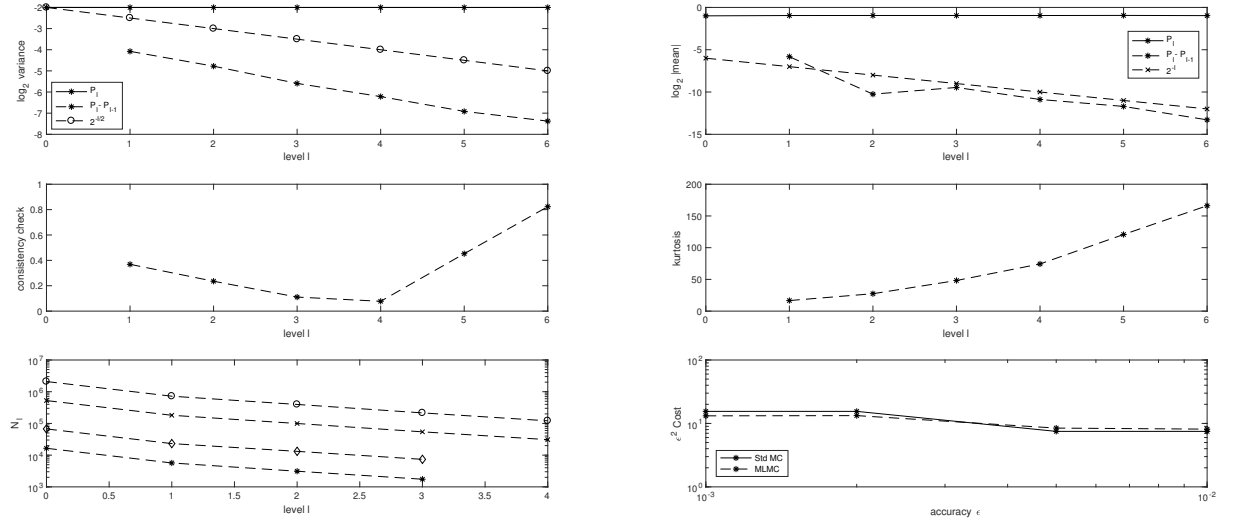 log2 variance
-2
-3
-4
-5
-6
-7
-8
P_l
P_l - P_l-1
2^-l/2
0 1 2 3 4 5 6
level l
log2 |mean|
0
-5
-10
-15
P_l
P_l - P_l-1
2^-l
0 1 2 3 4 5 6
level l
consistency check
1
0.8
0.6
0.4
0.2
0
0 1 2 3 4 5 6
level l
kurtosis
200
150
100
50
0
0 1 2 3 4 5 6
level l
N_l
10^7
10^6
10^5
10^4
10^3
0 0.5 1 1.5 2 2.5 3 3.5 4
level l
ε^2 Cost
10^2
10^1
10^0
Std MC
MLMC
10^-3 10^-2
accuracy ε